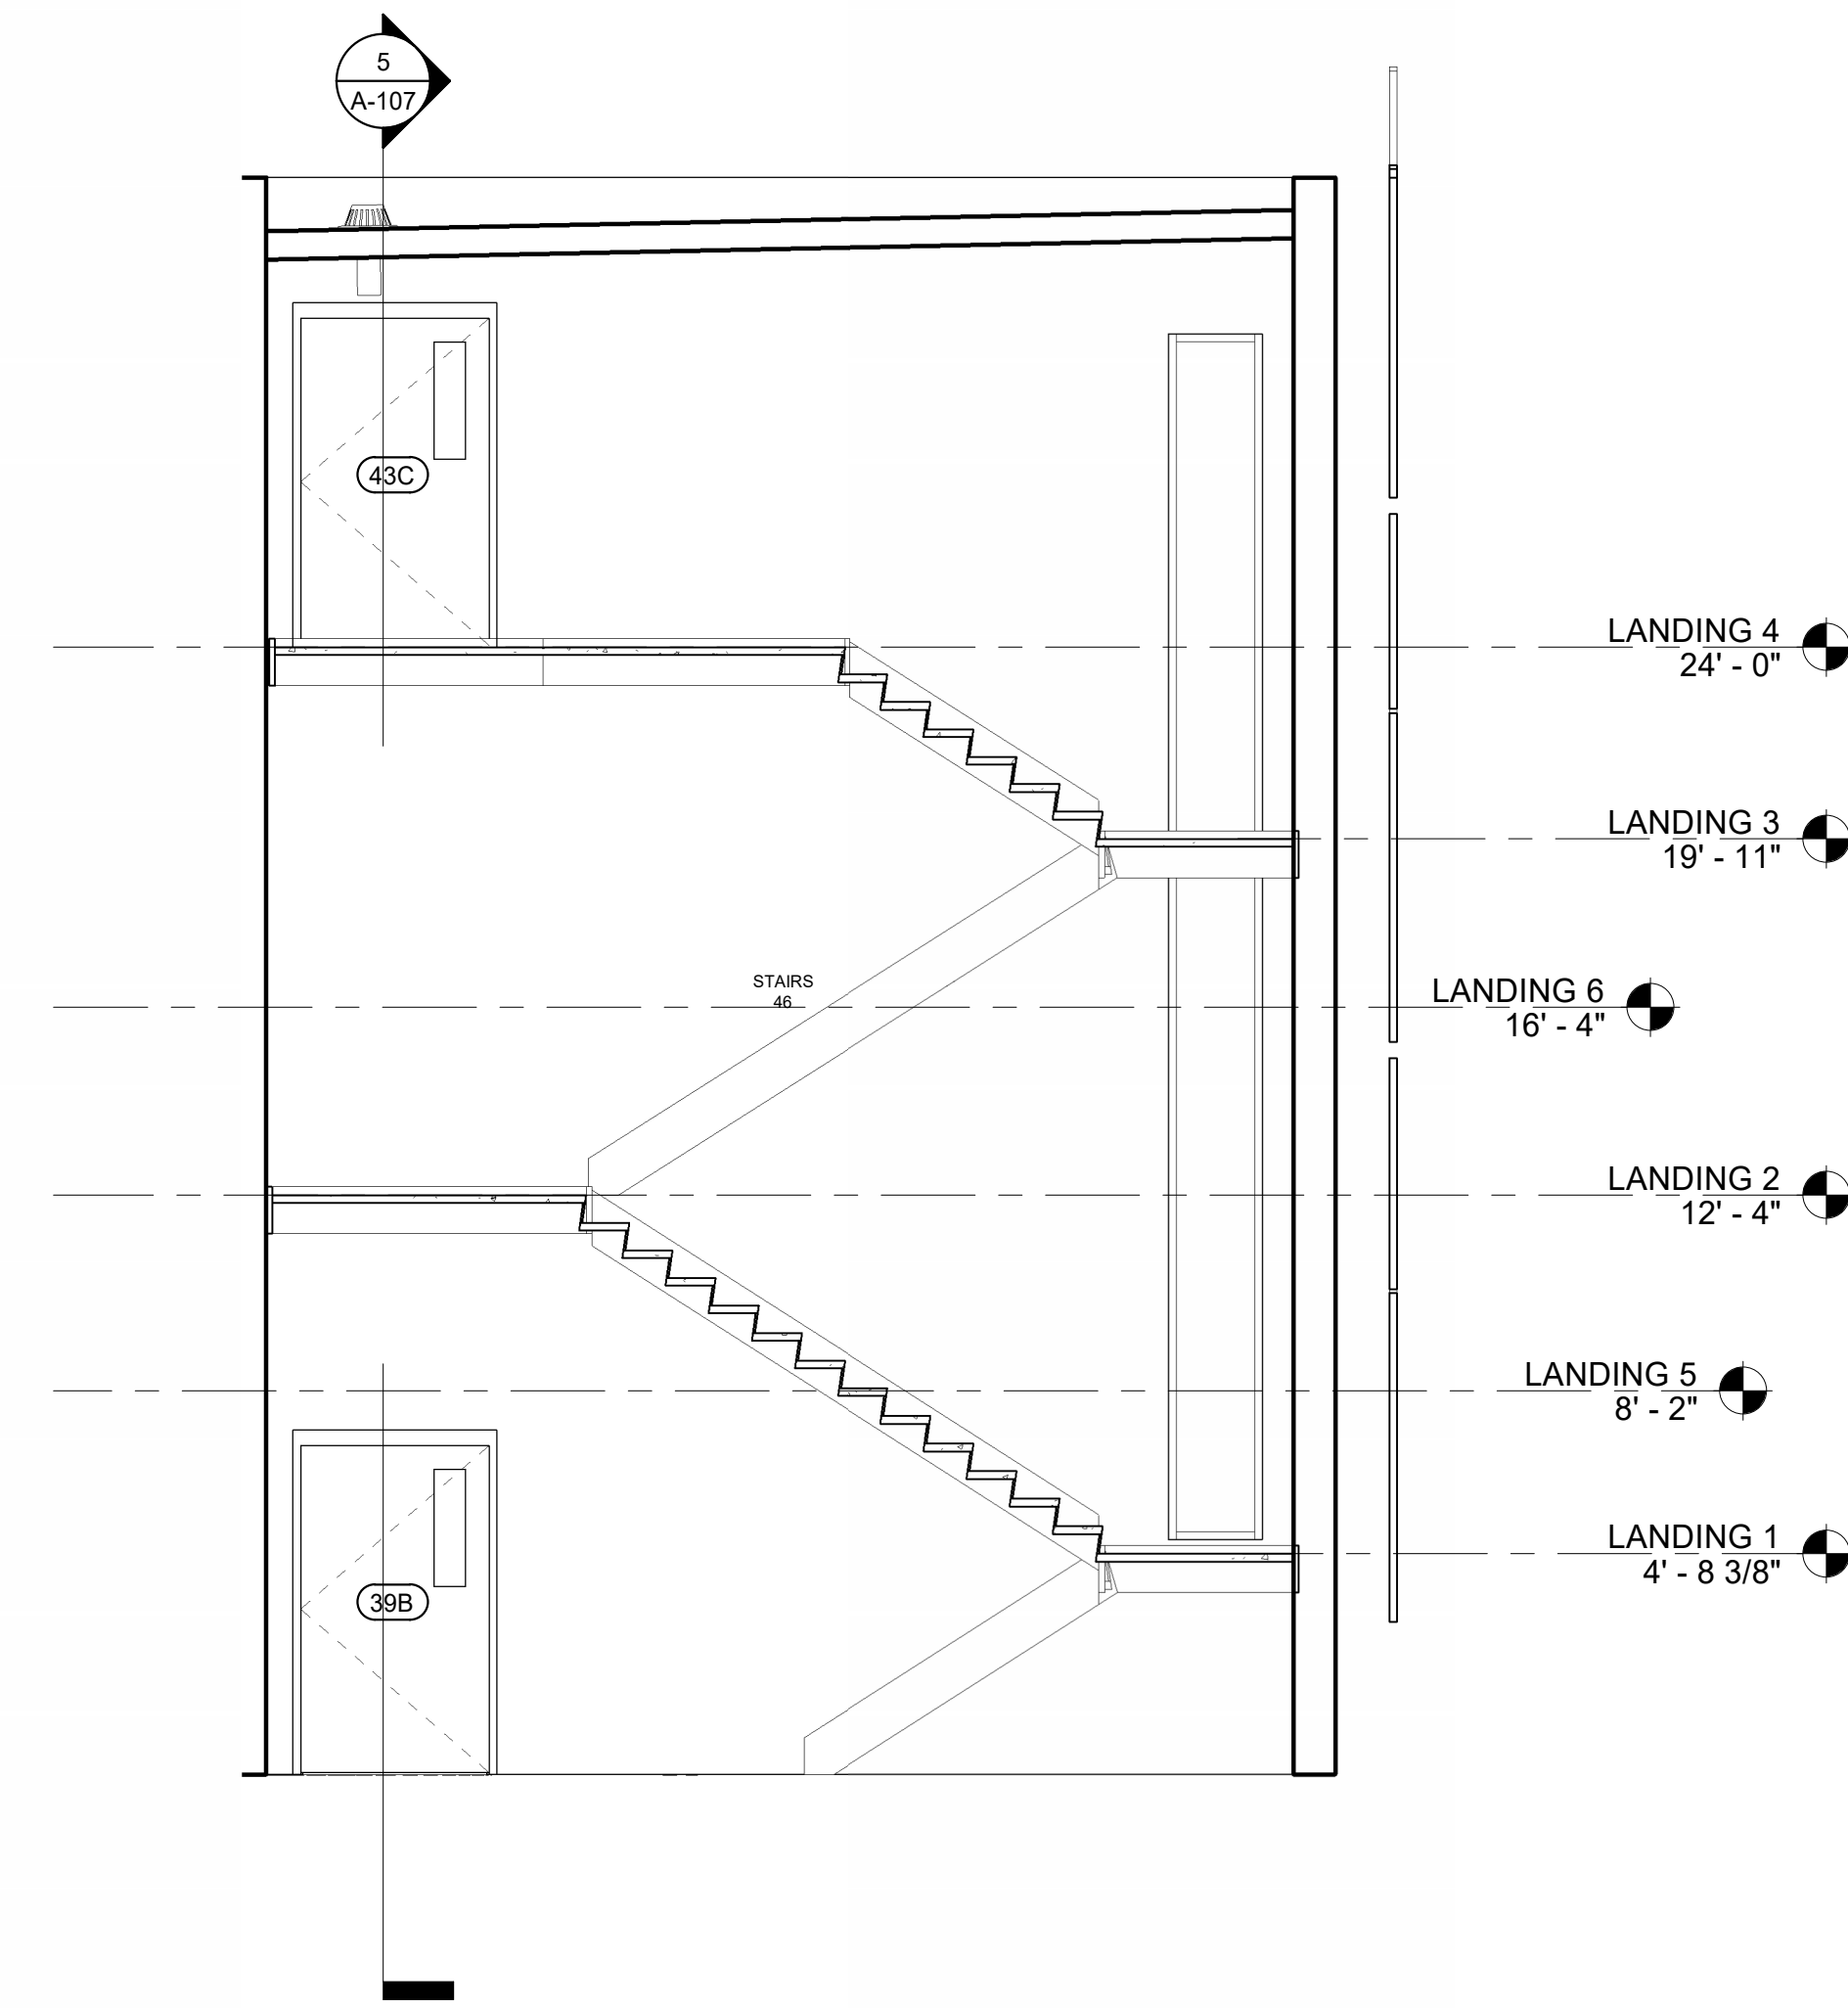 5
A-107
43C
LANDING 4
24' - 0"
LANDING 3
19' - 11"
STAIRS
46
LANDING 6
16' - 4"
LANDING 2
12' - 4"
LANDING 5
8' - 2"
LANDING 1
4' - 8 3/8"
39B